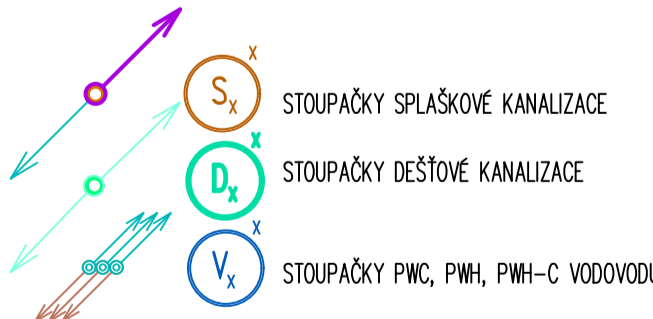 x
Sx STOUPAČKY SPLAŠKOVÉ KANALIZACE
x
Dx STOUPAČKY DEŠŤOVÉ KANALIZACE
x
Vx STOUPAČKY PWC, PWH, PWH-C VODOVODU